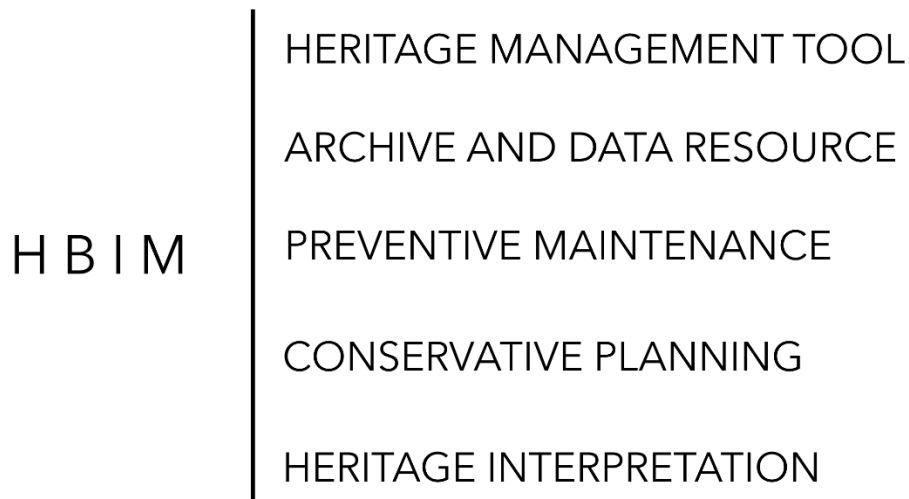 HERITAGE MANAGEMENT TOOL
ARCHIVE AND DATA RESOURCE
HBIM
PREVENTIVE MAINTENANCE
CONSERVATIVE PLANNING
HERITAGE INTERPRETATION